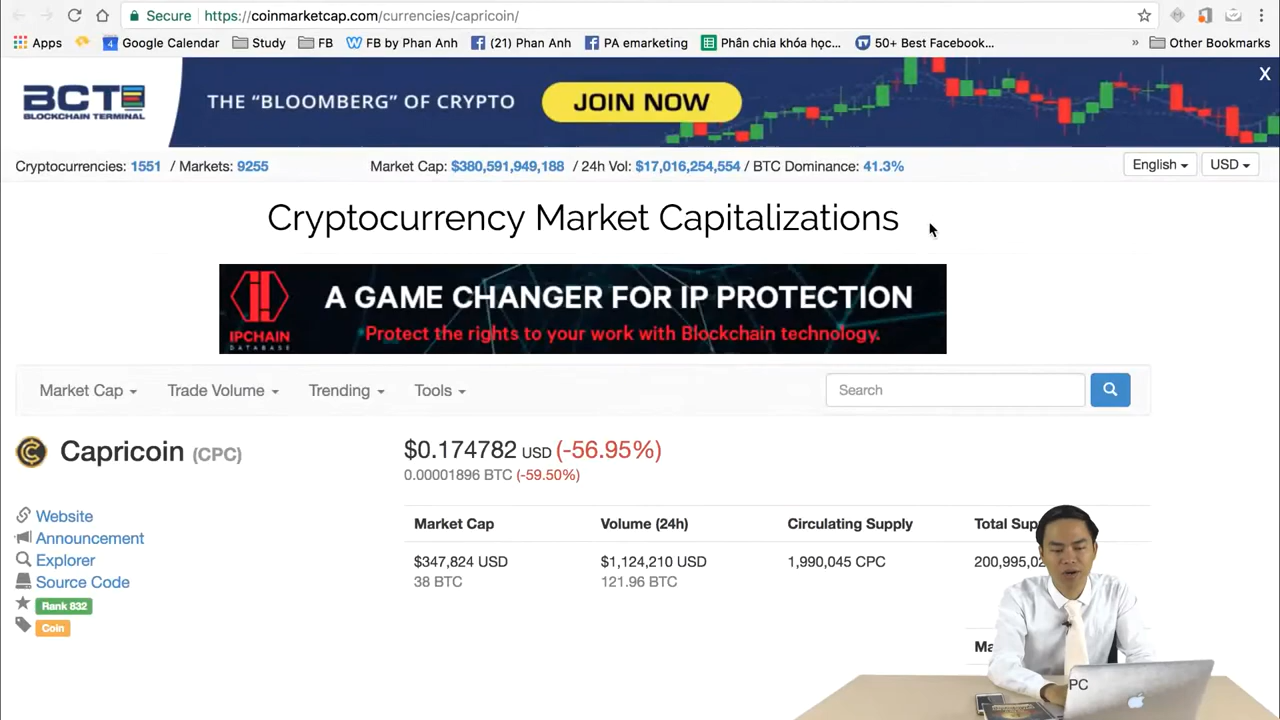 Secure https://coinmarketcap.com/currencies/capricoin/
Apps 4 Google Calendar Study FB FB by Phan Anh (21) Phan Anh PA emarketing Phân chia khóa học... 50+ Best Facebook... » Other Bookmarks
BCT
BLOCKCHAIN TERMINAL
THE “BLOOMBERG” OF CRYPTO
JOIN NOW
X
Cryptocurrencies: 1551 / Markets: 9255 Market Cap: $380,591,949,188 / 24h Vol: $17,016,254,554 / BTC Dominance: 41.3% English USD
Cryptocurrency Market Capitalizations
IPCHAIN
DATABASE
A GAME CHANGER FOR IP PROTECTION
Protect the rights to your work with Blockchain technology.
Market Cap Trade Volume Trending Tools Search
Capricoin (CPC)
$0.174782 USD (-56.95%)
0.00001896 BTC (-59.50%)
Website
Announcement
Explorer
Source Code
Rank 832
Coin
Market Cap Volume (24h) Circulating Supply Total Sup
$347,824 USD $1,124,210 USD 1,990,045 CPC 200,995,02
38 BTC 121.96 BTC
Ma
PC